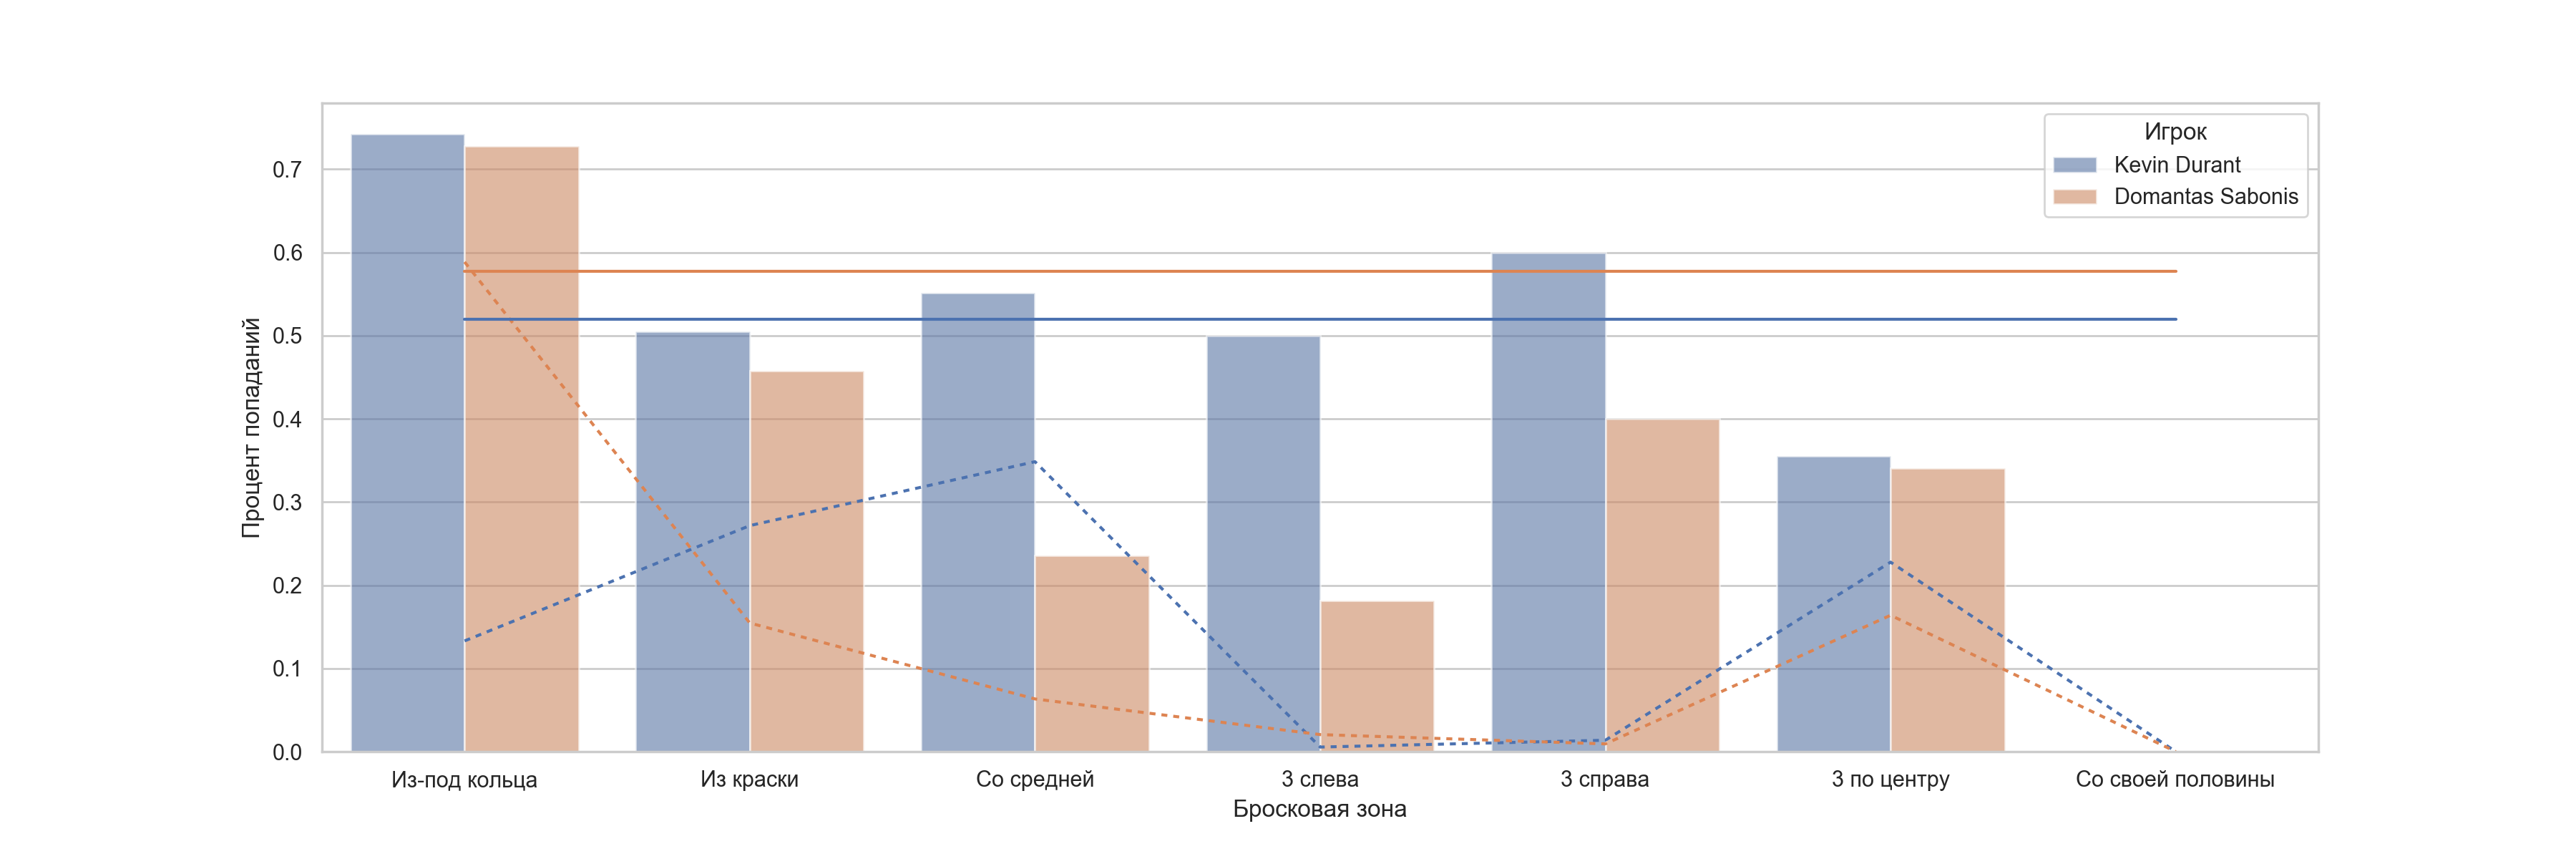 Игрок
Kevin Durant
Domantas Sabonis
Процент попаданий
0.7
0.6
0.5
0.4
0.3
0.2
0.1
0.0
Из-под кольца
Из краски
Со средней
3 слева
3 справа
3 по центру
Со своей половины
Бросковая зона